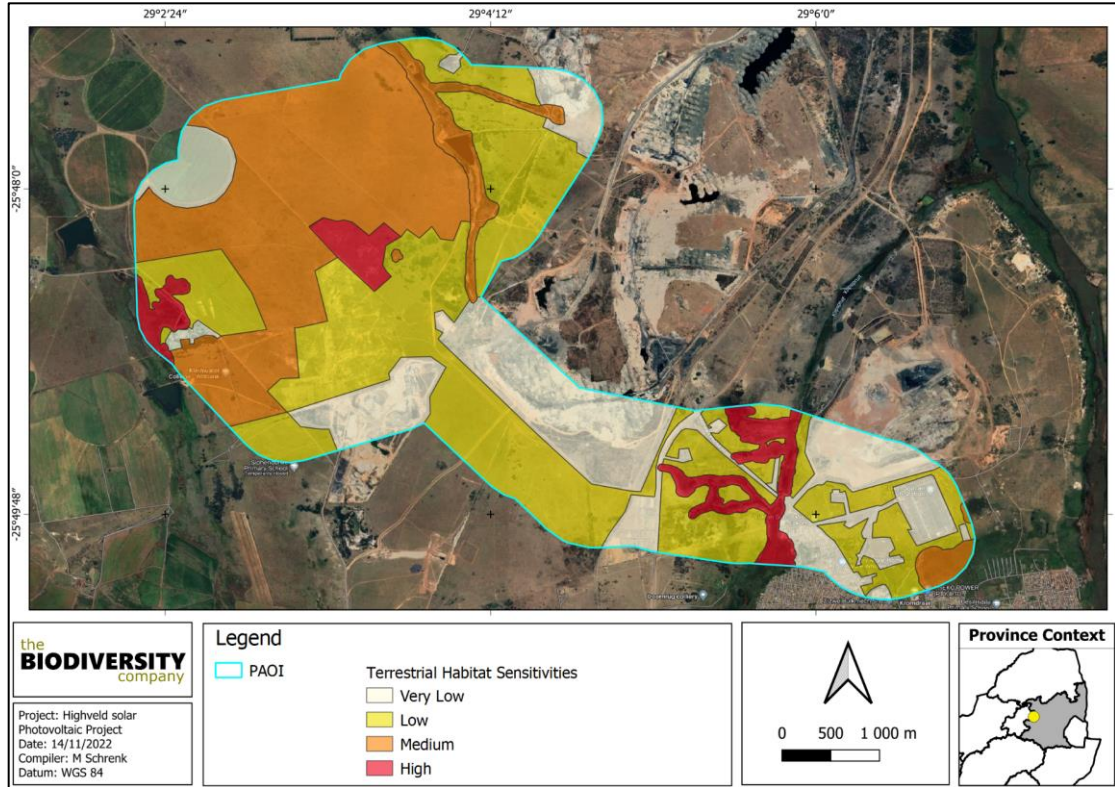 29°2'24"
29°4'12"
29°6'0"
-25°48'0"
-25°49'48"
Primary School
the
BIODIVERSITY
company
Project: Highveld solar
Photovoltaic Project
Date: 14/11/2022
Compiler: M Schrenk
Datum: WGS 84
Legend
PAOI
Terrestrial Habitat Sensitivities
Very Low
Low
Medium
High
0 500 1 000 m
Province Context